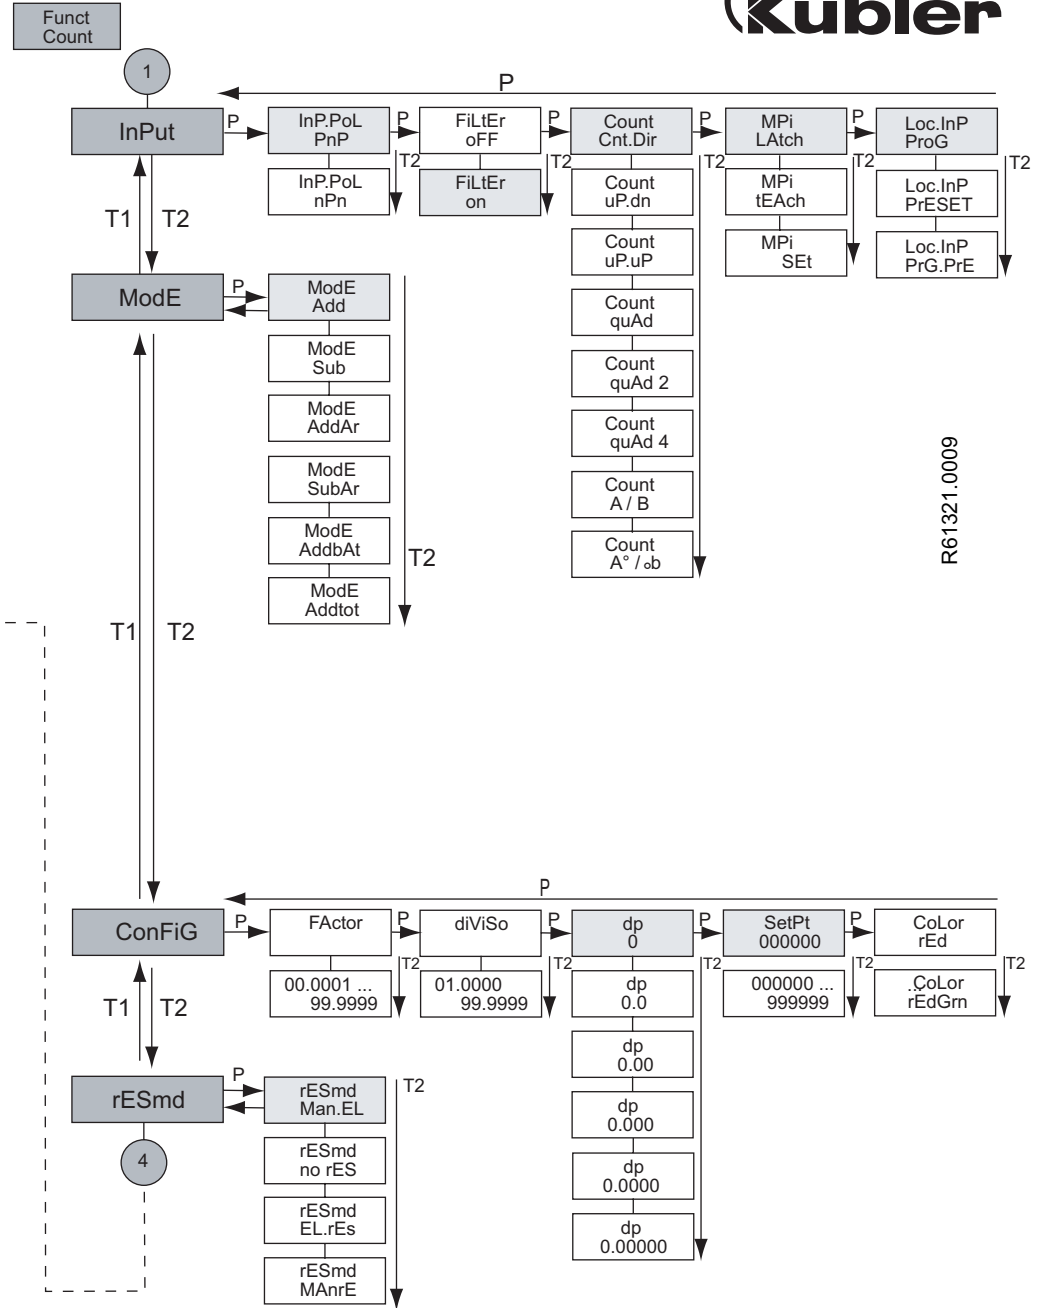 Funct
Count
Kübler
1
P
InPut
P
InP.PoL
PnP
P
FiLtEr
oFF
P
Count
Cnt.Dir
P
MPi
LAtch
P
Loc.InP
ProG
T2
InP.PoL
nPn
T2
FiLtEr
on
T2
Count
uP.dn
T2
MPi
tEAch
T2
Loc.InP
PrESET
Count
uP.uP
MPi
SEt
Loc.InP
PrG.PrE
T1
T2
Count
quAd
Count
quAd 2
Count
quAd 4
Count
A / B
Count
A° / ob
ModE
P
ModE
Add
ModE
Sub
ModE
AddAr
ModE
SubAr
ModE
AddbAt
ModE
Addtot
T2
R61321.0009
T1
T2
P
ConFiG
P
FActor
P
diViSo
P
dp
0
P
SetPt
000000
P
CoLor
rEd
00.0001 ...
99.9999
T2
01.0000
99.9999
T2
dp
0.0
T2
000000 ...
999999
T2
CoLor
..
rEdGrn
T2
dp
0.00
dp
0.000
dp
0.0000
dp
0.00000
T1
T2
rESmd
P
rESmd
Man.EL
T2
rESmd
no rES
rESmd
EL.rEs
rESmd
MAnrE
4